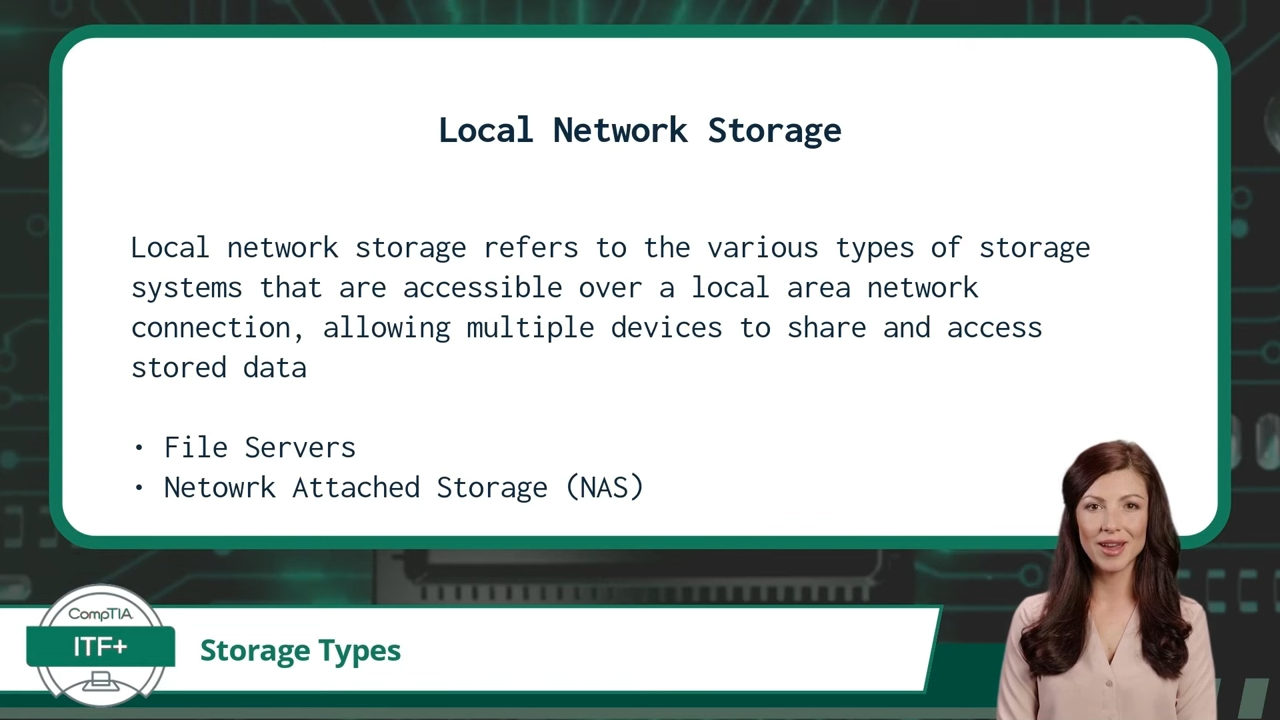 Local Network Storage
Local network storage refers to the various types of storage
systems that are accessible over a local area network
connection, allowing multiple devices to share and access
stored data
• File Servers
• Netowrk Attached Storage (NAS)
CompTIA.
ITF+
Storage Types